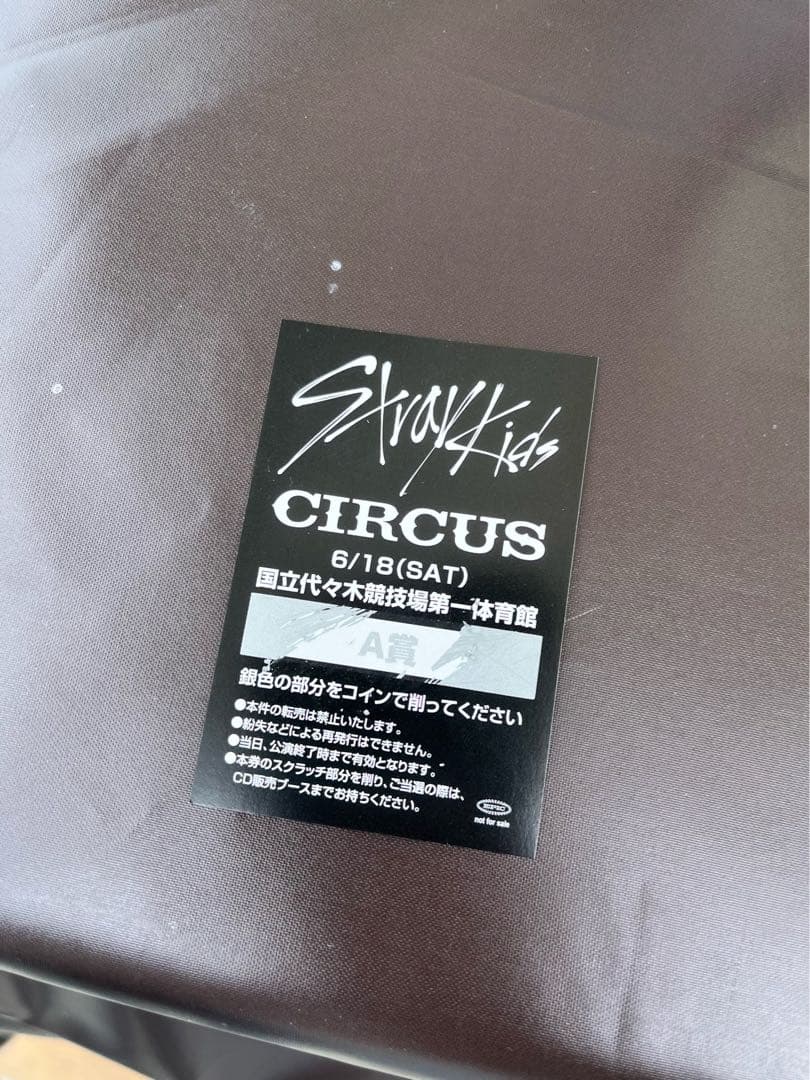 Stray Kids
CIRCUS
6/18(SAT)
国立代々木競技場第一体育館
A賞
銀色の部分をコインで削ってください
●本件の転売は禁止いたします。
●紛失などによる再発行はできません。
●当日、公演終了時まで有効となります。
●本券のスクラッチ部分を削り、ご当選の際は、
CD販売ブースまでお持ちください。
EPIC
not for sale